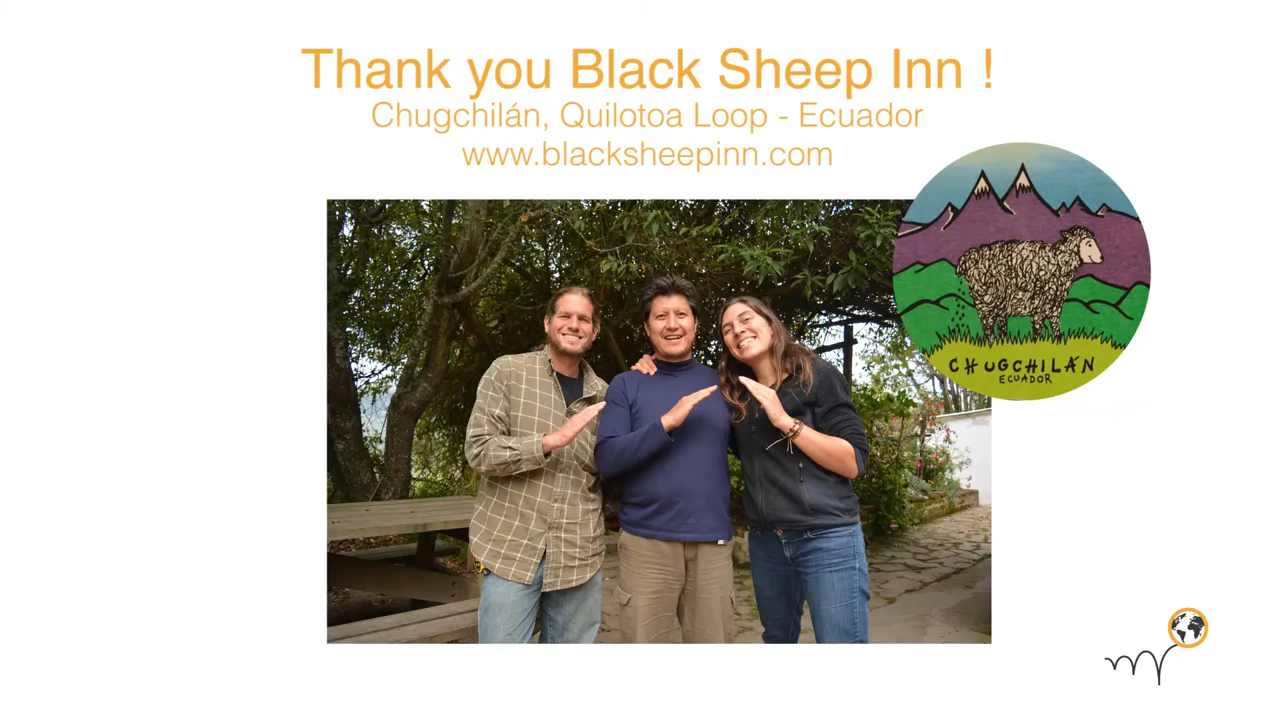 Thank you Black Sheep Inn !
Chugchilán, Quilotoa Loop - Ecuador
www.blacksheepinn.com
CHUGCHILÁN
ECUADOR